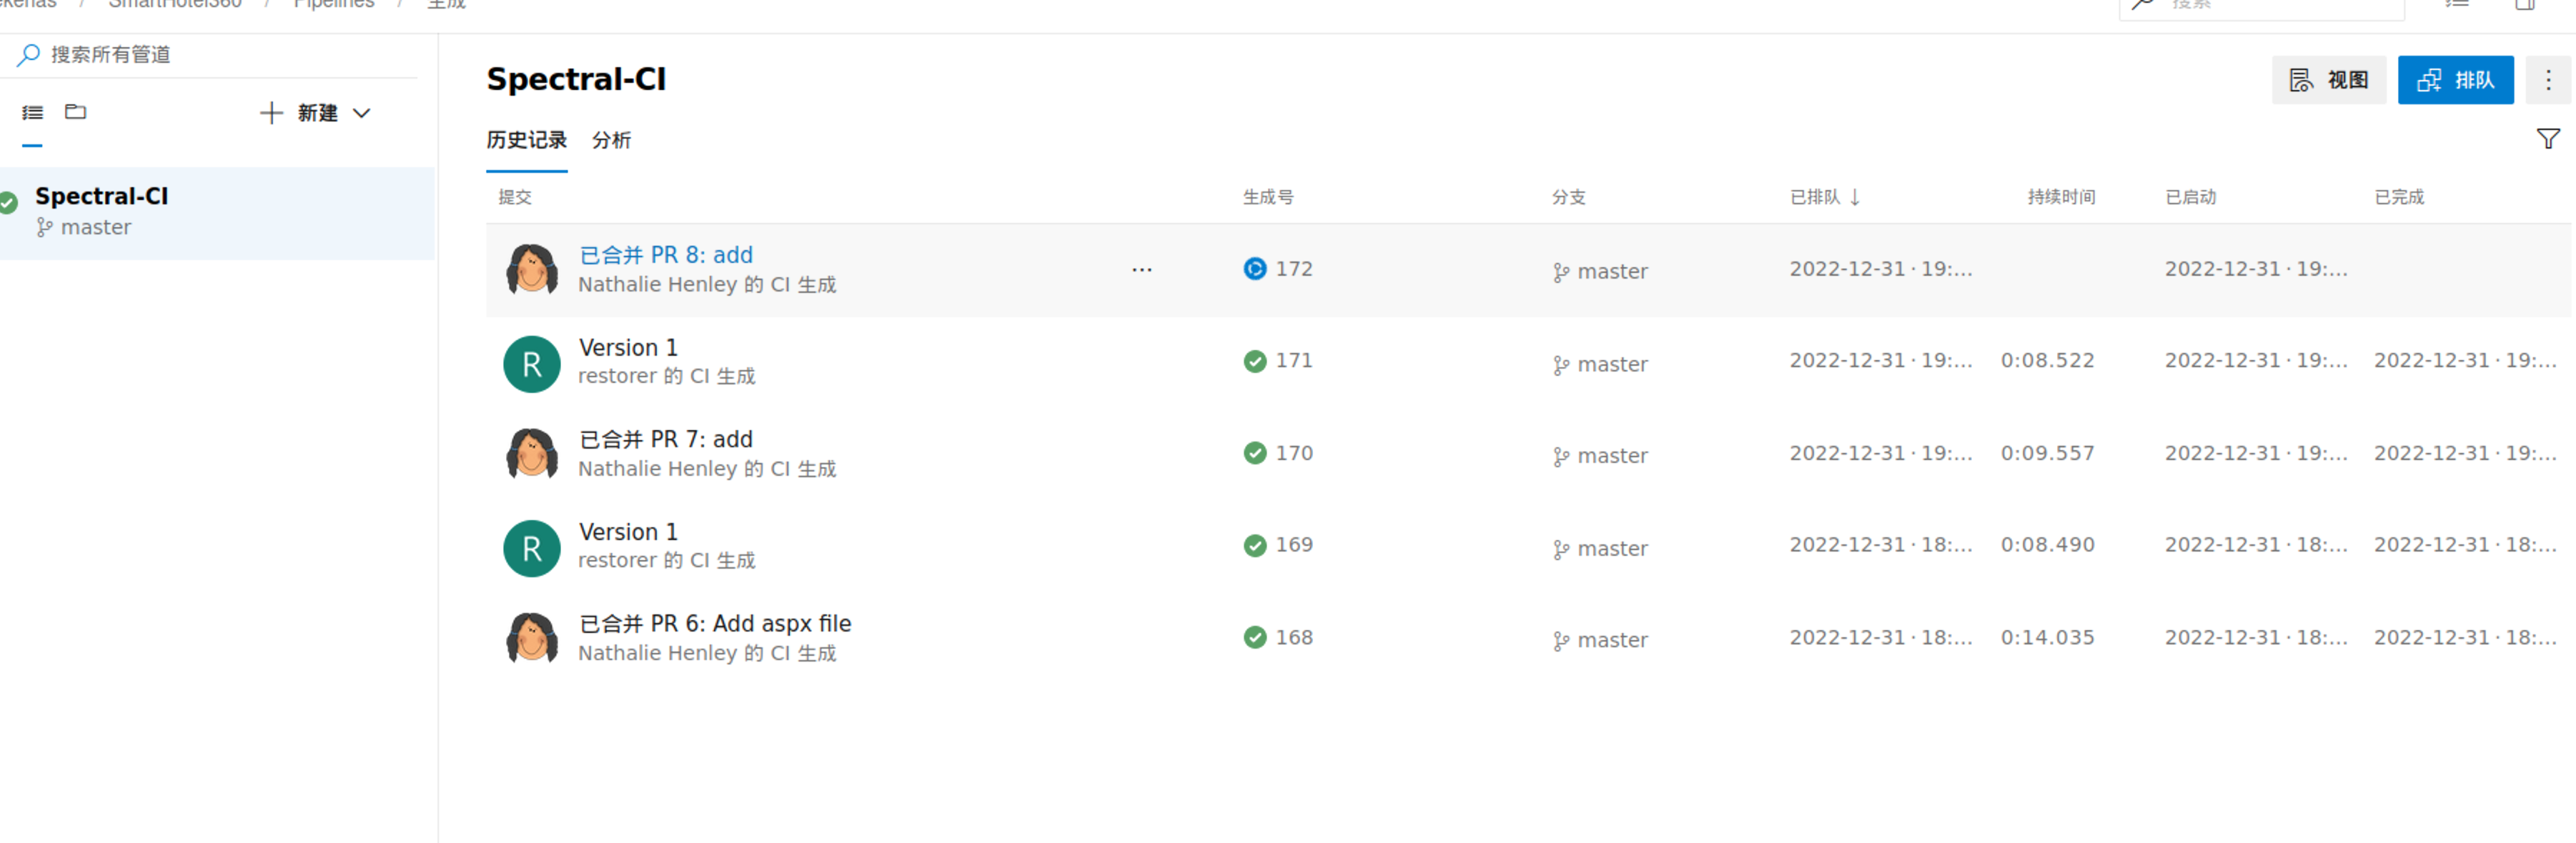 SmartHotel360 / Pipelines / 生成
搜索
搜索所有管道
新建
Spectral-CI
master
Spectral-CI
视图
排队
历史记录 分析
提交 生成号 分支 已排队 ↓ 持续时间 已启动 已完成
已合并 PR 8: add
Nathalie Henley 的 CI 生成
... 172 master 2022-12-31 · 19:... 2022-12-31 · 19:...
R
Version 1
restorer 的 CI 生成
171 master 2022-12-31 · 19:... 0:08.522 2022-12-31 · 19:... 2022-12-31 · 19:...
已合并 PR 7: add
Nathalie Henley 的 CI 生成
170 master 2022-12-31 · 19:... 0:09.557 2022-12-31 · 19:... 2022-12-31 · 19:...
R
Version 1
restorer 的 CI 生成
169 master 2022-12-31 · 18:... 0:08.490 2022-12-31 · 18:... 2022-12-31 · 18:...
已合并 PR 6: Add aspx file
Nathalie Henley 的 CI 生成
168 master 2022-12-31 · 18:... 0:14.035 2022-12-31 · 18:... 2022-12-31 · 18:...